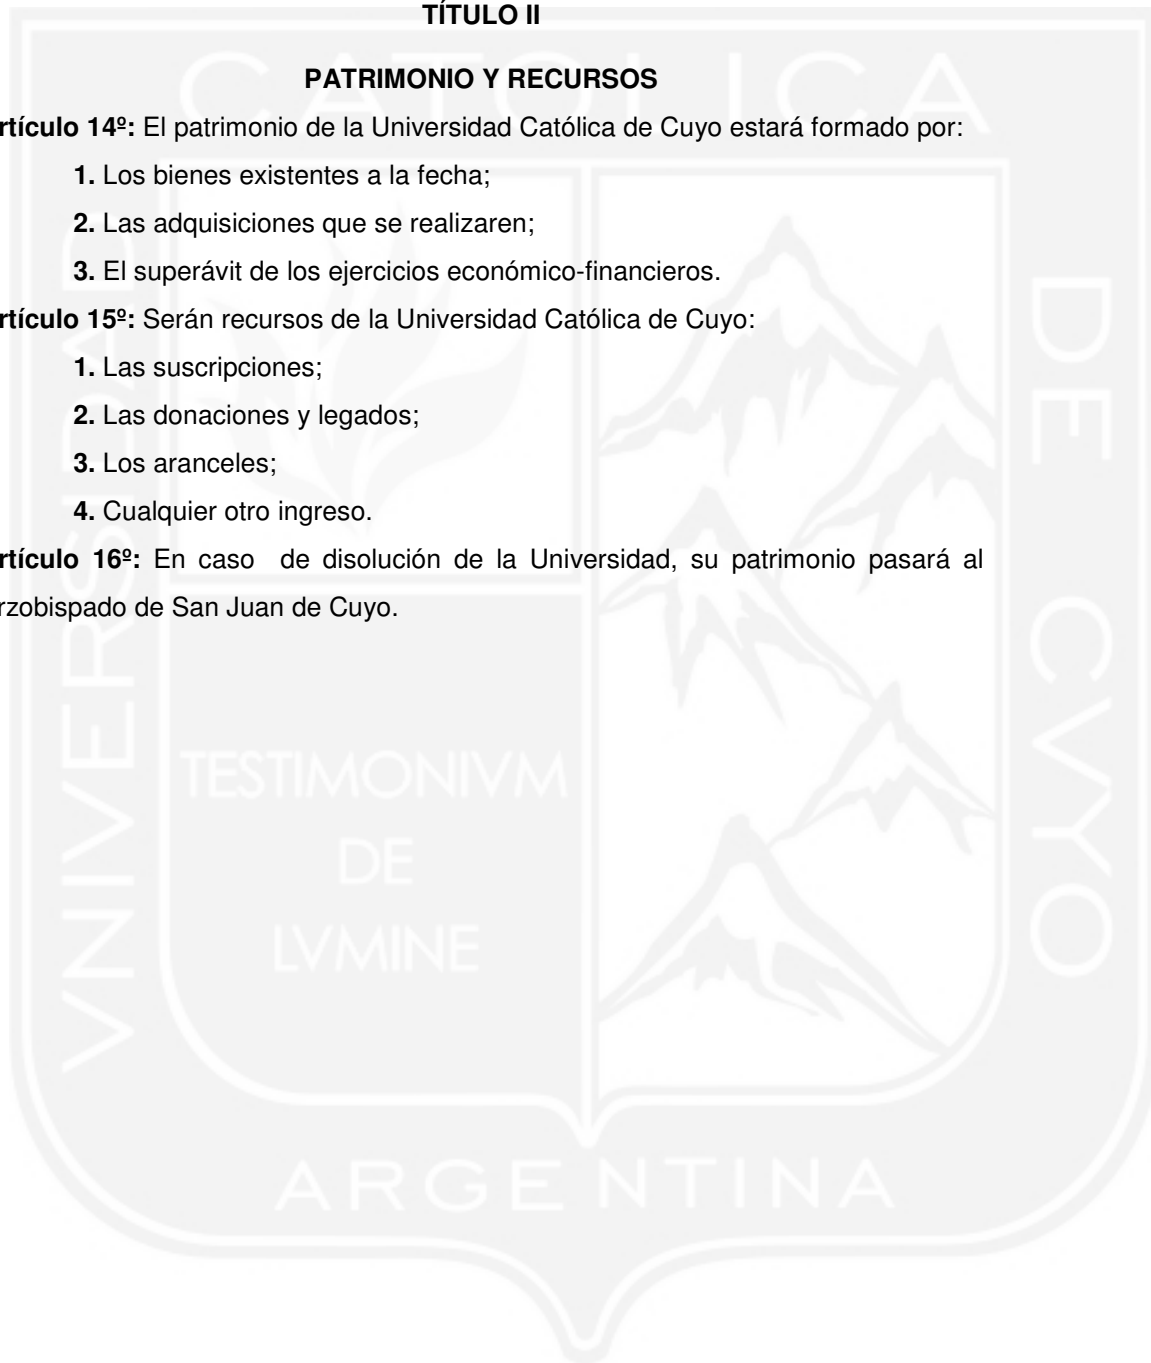 TÍTULO II
PATRIMONIO Y RECURSOS
rtículo 14º: El patrimonio de la Universidad Católica de Cuyo estará formado por:
1. Los bienes existentes a la fecha;
2. Las adquisiciones que se realizaren;
3. El superávit de los ejercicios económico-financieros.
rtículo 15º: Serán recursos de la Universidad Católica de Cuyo:
1. Las suscripciones;
2. Las donaciones y legados;
3. Los aranceles;
4. Cualquier otro ingreso.
rtículo 16º: En caso de disolución de la Universidad, su patrimonio pasará al
rzobispado de San Juan de Cuyo.
VNIVERSIDAD
CATOLICA
DE CVYO
TESTIMONIVM
DE
LVMINE
ARGENTINA